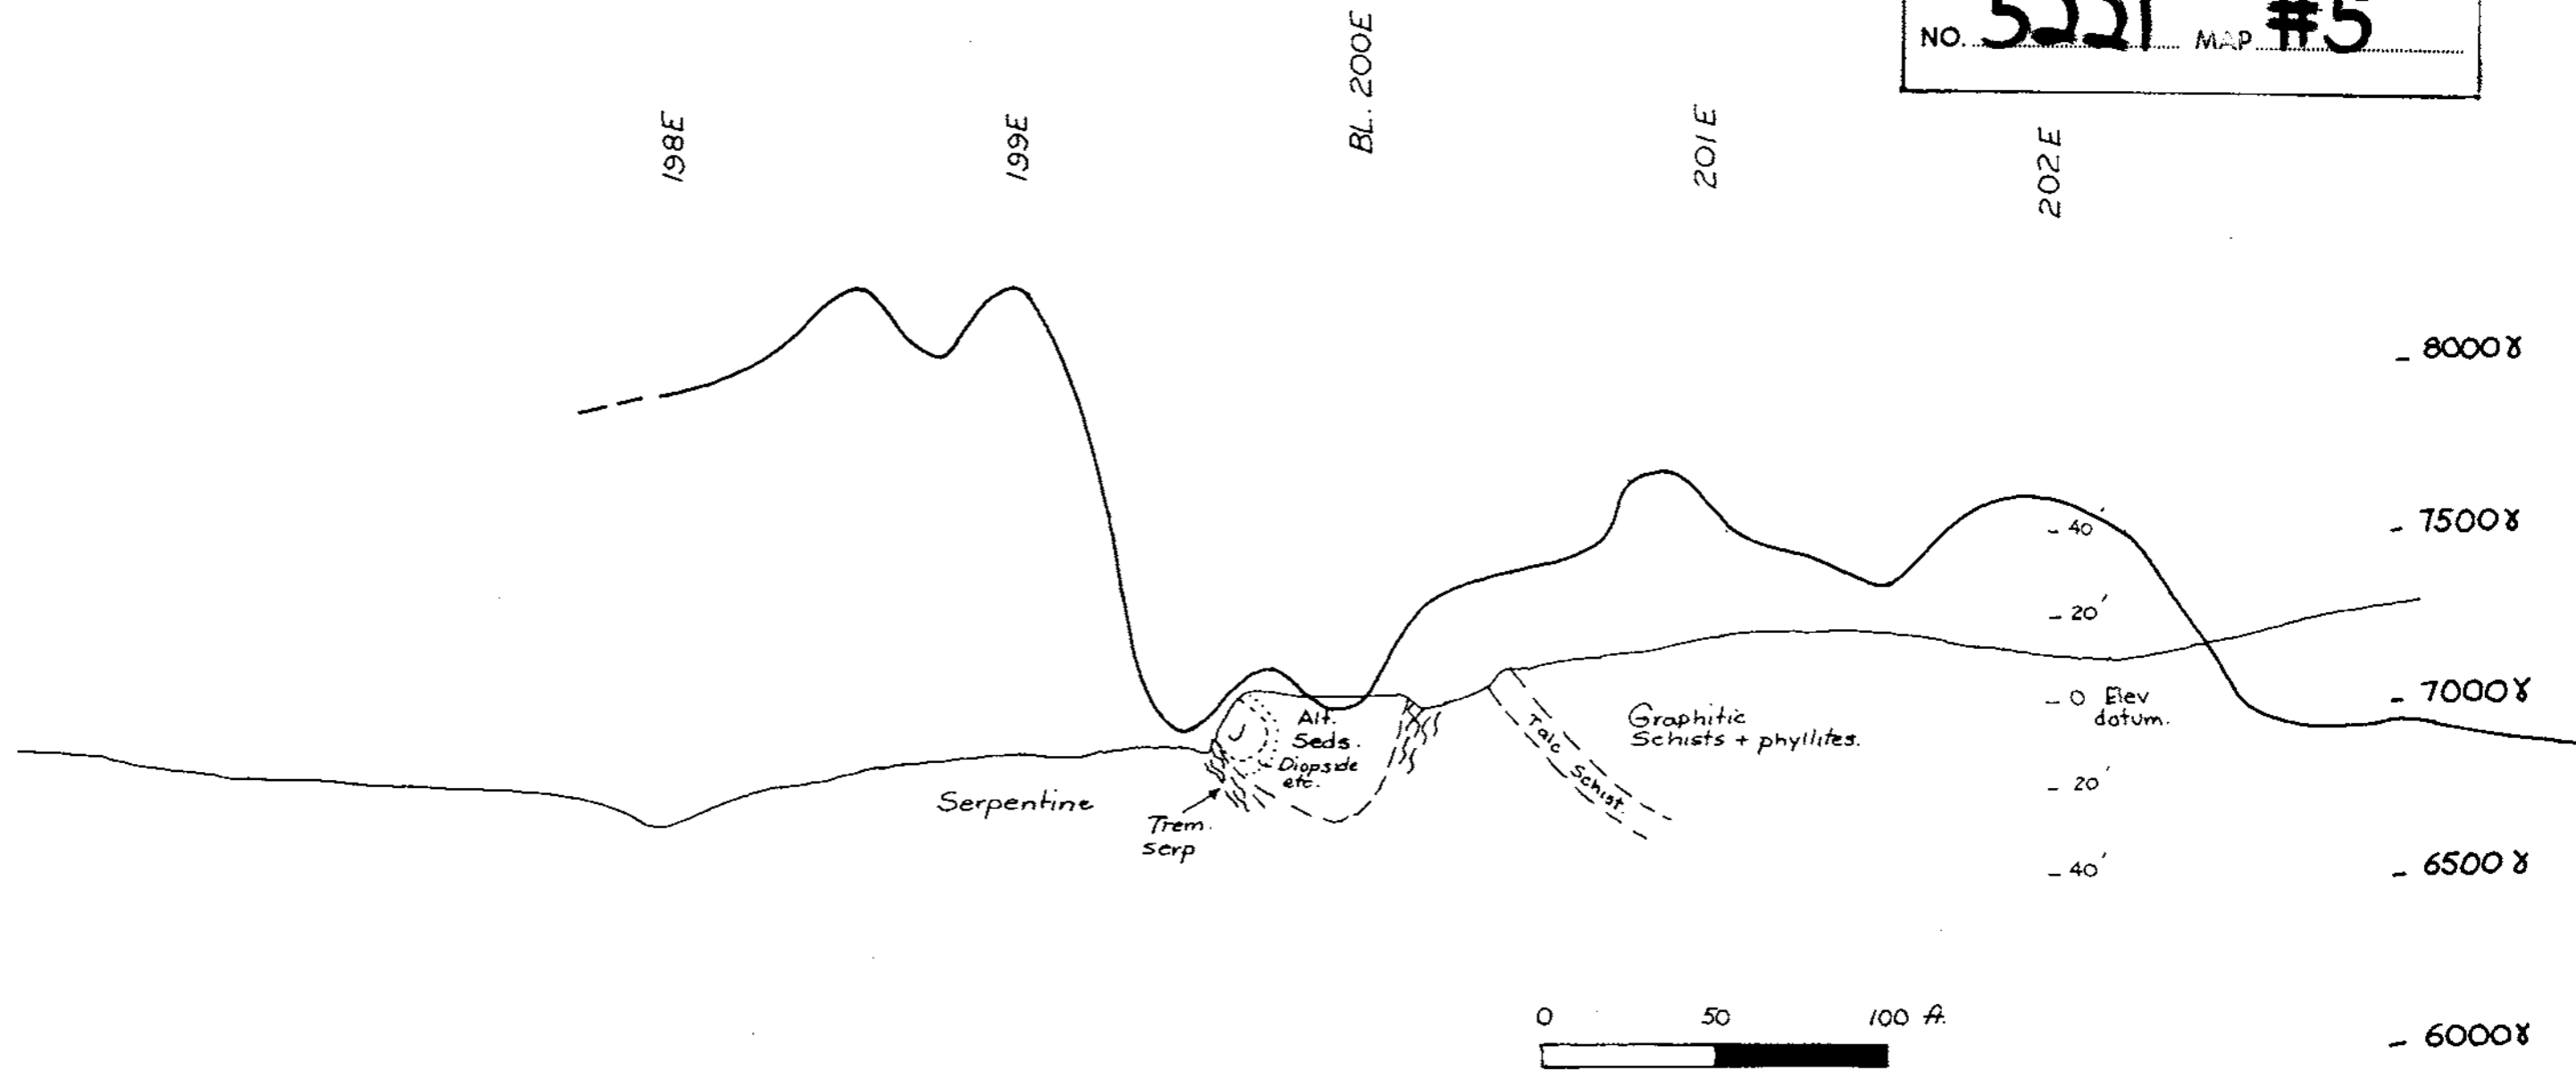 NO. 5221 MAP #5
198E
199E
BL. 200E
201E
202E
8000γ
7500γ
7000γ
6500γ
6000γ
40'
20'
0 Elev
datum.
20'
40'
J
Alt.
Seds.
Diopside
etc.
Serpentine
Trem.
serp
Talc Schist.
Graphitic
Schists + phyllites.
0 50 100 ft.